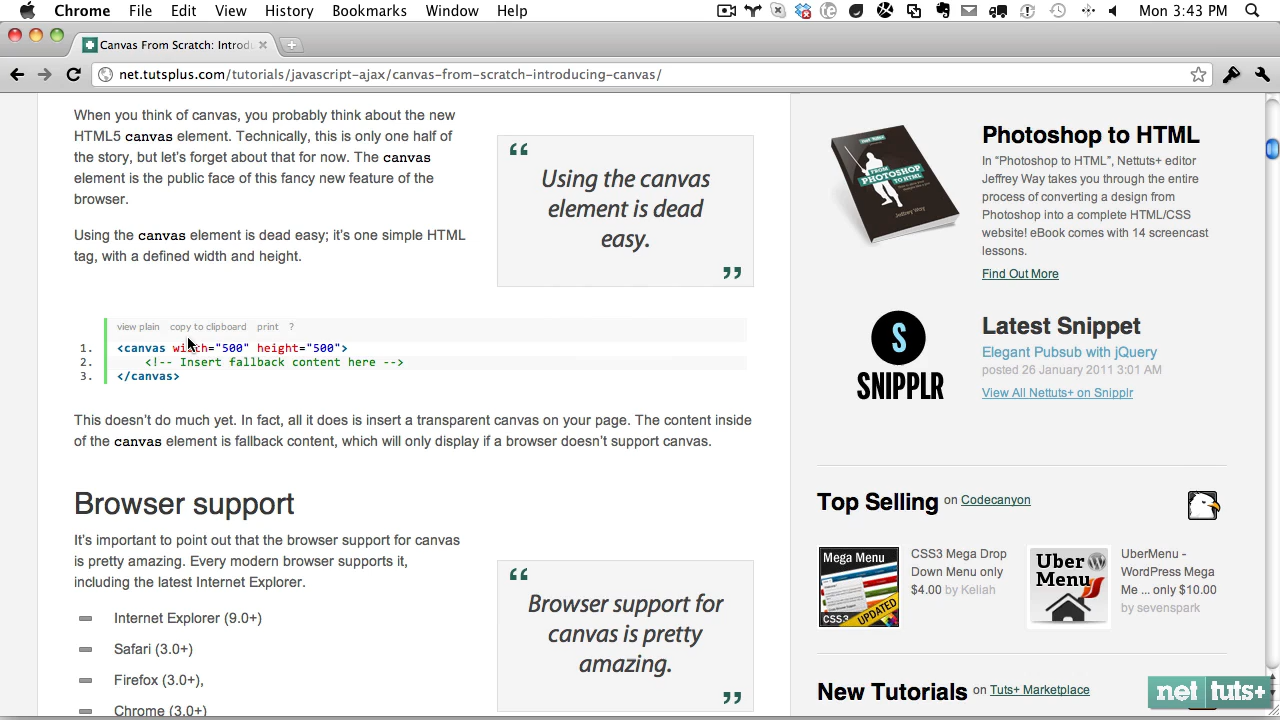 Chrome File Edit View History Bookmarks Window Help Mon 3:43 PM
Canvas From Scratch: Introdu
net.tutsplus.com/tutorials/javascript-ajax/canvas-from-scratch-introducing-canvas/
When you think of canvas, you probably think about the new
HTML5 canvas element. Technically, this is only one half of
the story, but let's forget about that for now. The canvas
element is the public face of this fancy new feature of the
browser.
Using the canvas element is dead easy; it's one simple HTML
tag, with a defined width and height.
“
Using the canvas
element is dead
easy.
”
view plain copy to clipboard print ?
1. <canvas width="500" height="500">
2. <!-- Insert fallback content here -->
3. </canvas>
This doesn't do much yet. In fact, all it does is insert a transparent canvas on your page. The content inside
of the canvas element is fallback content, which will only display if a browser doesn't support canvas.
Browser support
It's important to point out that the browser support for canvas
is pretty amazing. Every modern browser supports it,
including the latest Internet Explorer.
Internet Explorer (9.0+)
Safari (3.0+)
Firefox (3.0+),
Chrome (3.0+)
“
Browser support for
canvas is pretty
amazing.
”
FROM
PHOTOSHOP
TO HTML
Jeffrey Way
Photoshop to HTML
In “Photoshop to HTML”, Nettuts+ editor
Jeffrey Way takes you through the entire
process of converting a design from
Photoshop into a complete HTML/CSS
website! eBook comes with 14 screencast
lessons.
Find Out More
S
SNIPPLR
Latest Snippet
Elegant Pubsub with jQuery
posted 26 January 2011 3:01 AM
View All Nettuts+ on Snipplr
Top Selling on Codecanyon
Mega Menu
UPDATED
CSS3
CSS3 Mega Drop
Down Menu only
$4.00 by Keliah
Uber
Menu
UberMenu -
WordPress Mega
Me ... only $10.00
by sevenspark
New Tutorials on Tuts+ Marketplace
net tuts+